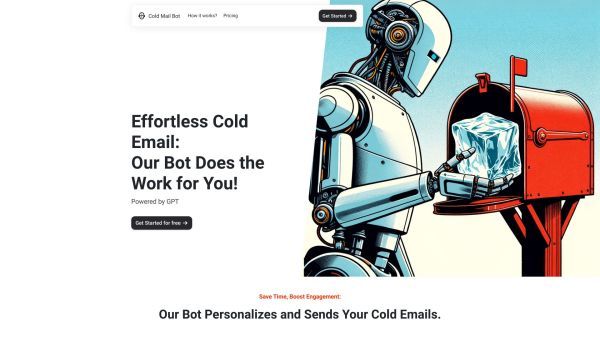 Cold Mail Bot How it works? Pricing Get Started →
Effortless Cold
Email:
Our Bot Does the
Work for You!
Powered by GPT
Get Started for free →
Save Time, Boost Engagement:
Our Bot Personalizes and Sends Your Cold Emails.